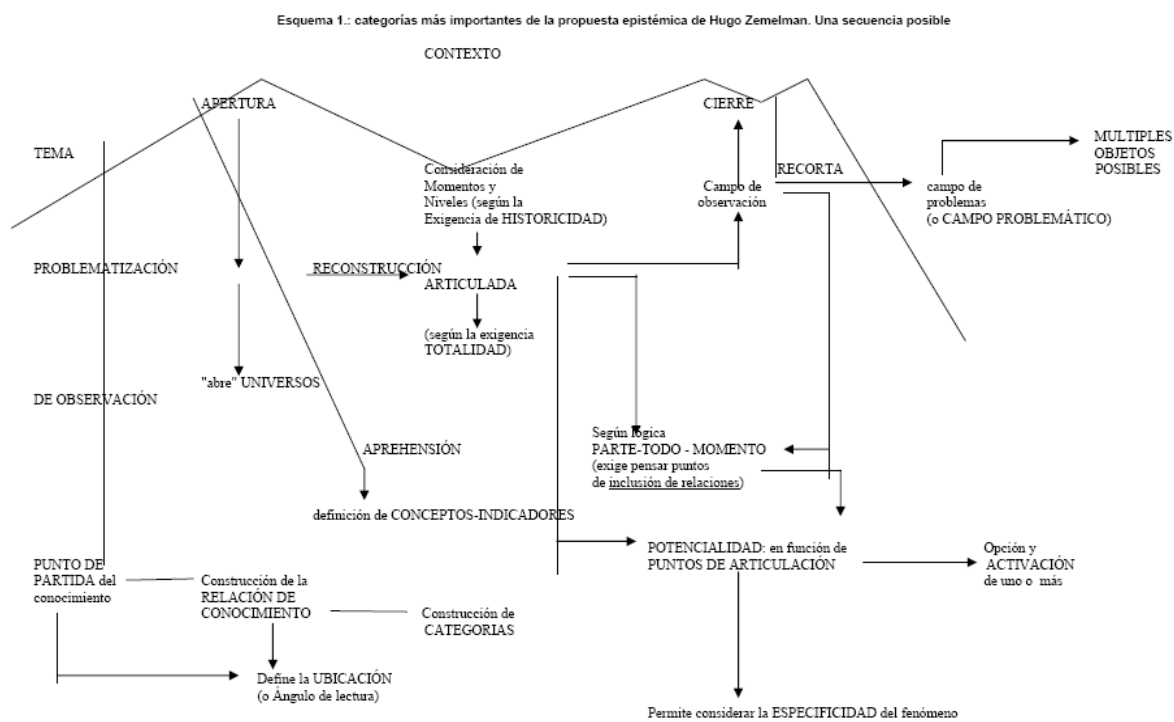 Esquema 1.: categorías más importantes de la propuesta epistémica de Hugo Zemelman. Una secuencia posible
CONTEXTO
APERTURA
CIERRE
TEMA
MULTIPLES
OBJETOS
POSIBLES
Consideración de
Momentos y
Niveles (según la
Exigencia de HISTORICIDAD)
RECORTA
Campo de
observación
campo de
problemas
(o CAMPO PROBLEMÁTICO)
PROBLEMATIZACIÓN
RECONSTRUCCIÓN
ARTICULADA
(según la exigencia
TOTALIDAD)
"abre" UNIVERSOS
DE OBSERVACIÓN
APREHENSIÓN
Según lógica
PARTE-TODO - MOMENTO
(exige pensar puntos
de inclusión de relaciones)
definición de CONCEPTOS-INDICADORES
POTENCIALIDAD: en función de
PUNTOS DE ARTICULACIÓN
Opción y
ACTIVACIÓN
de uno o más
PUNTO DE
PARTIDA del
conocimiento
Construcción de la
RELACIÓN DE
CONOCIMIENTO
Construcción de
CATEGORIAS
Define la UBICACIÓN
(o Ángulo de lectura)
Permite considerar la ESPECIFICIDAD del fenómeno